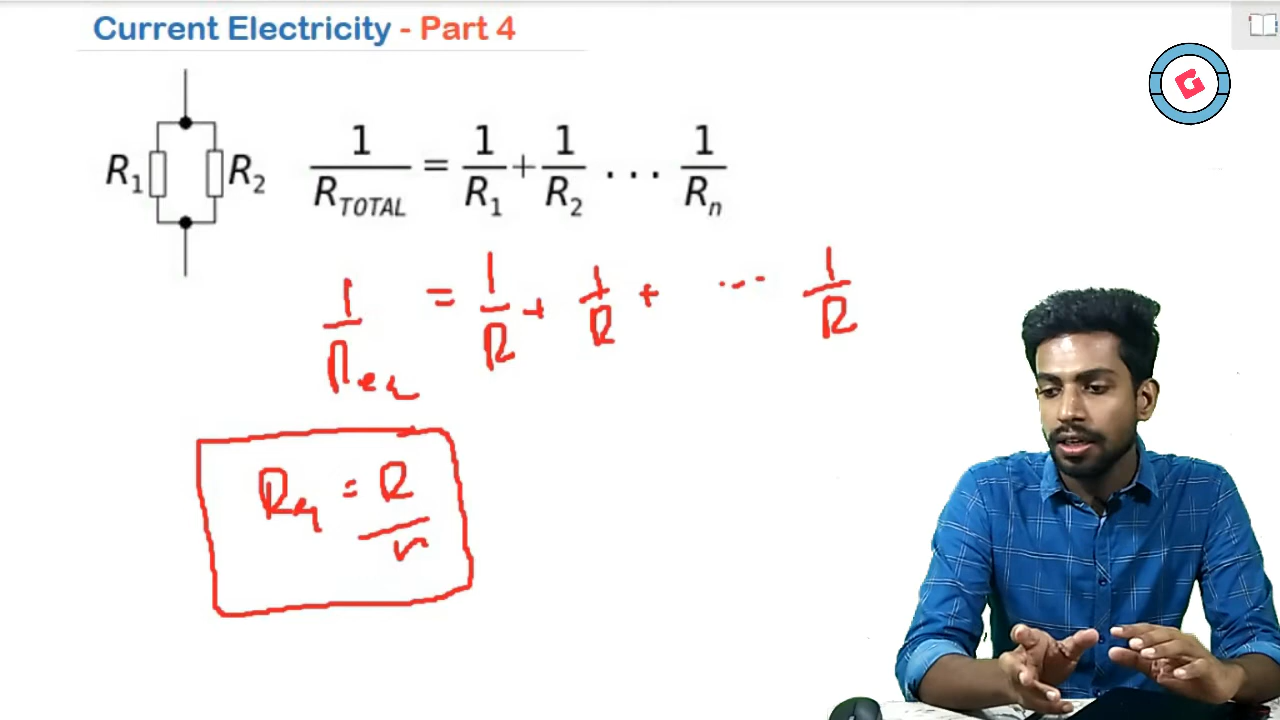 Current Electricity - Part 4
R₁ R₂ 1/R_TOTAL = 1/R₁ + 1/R₂ ... 1/Rₙ
1/Req = 1/R + 1/R + ... 1/R
Req = R/n
G